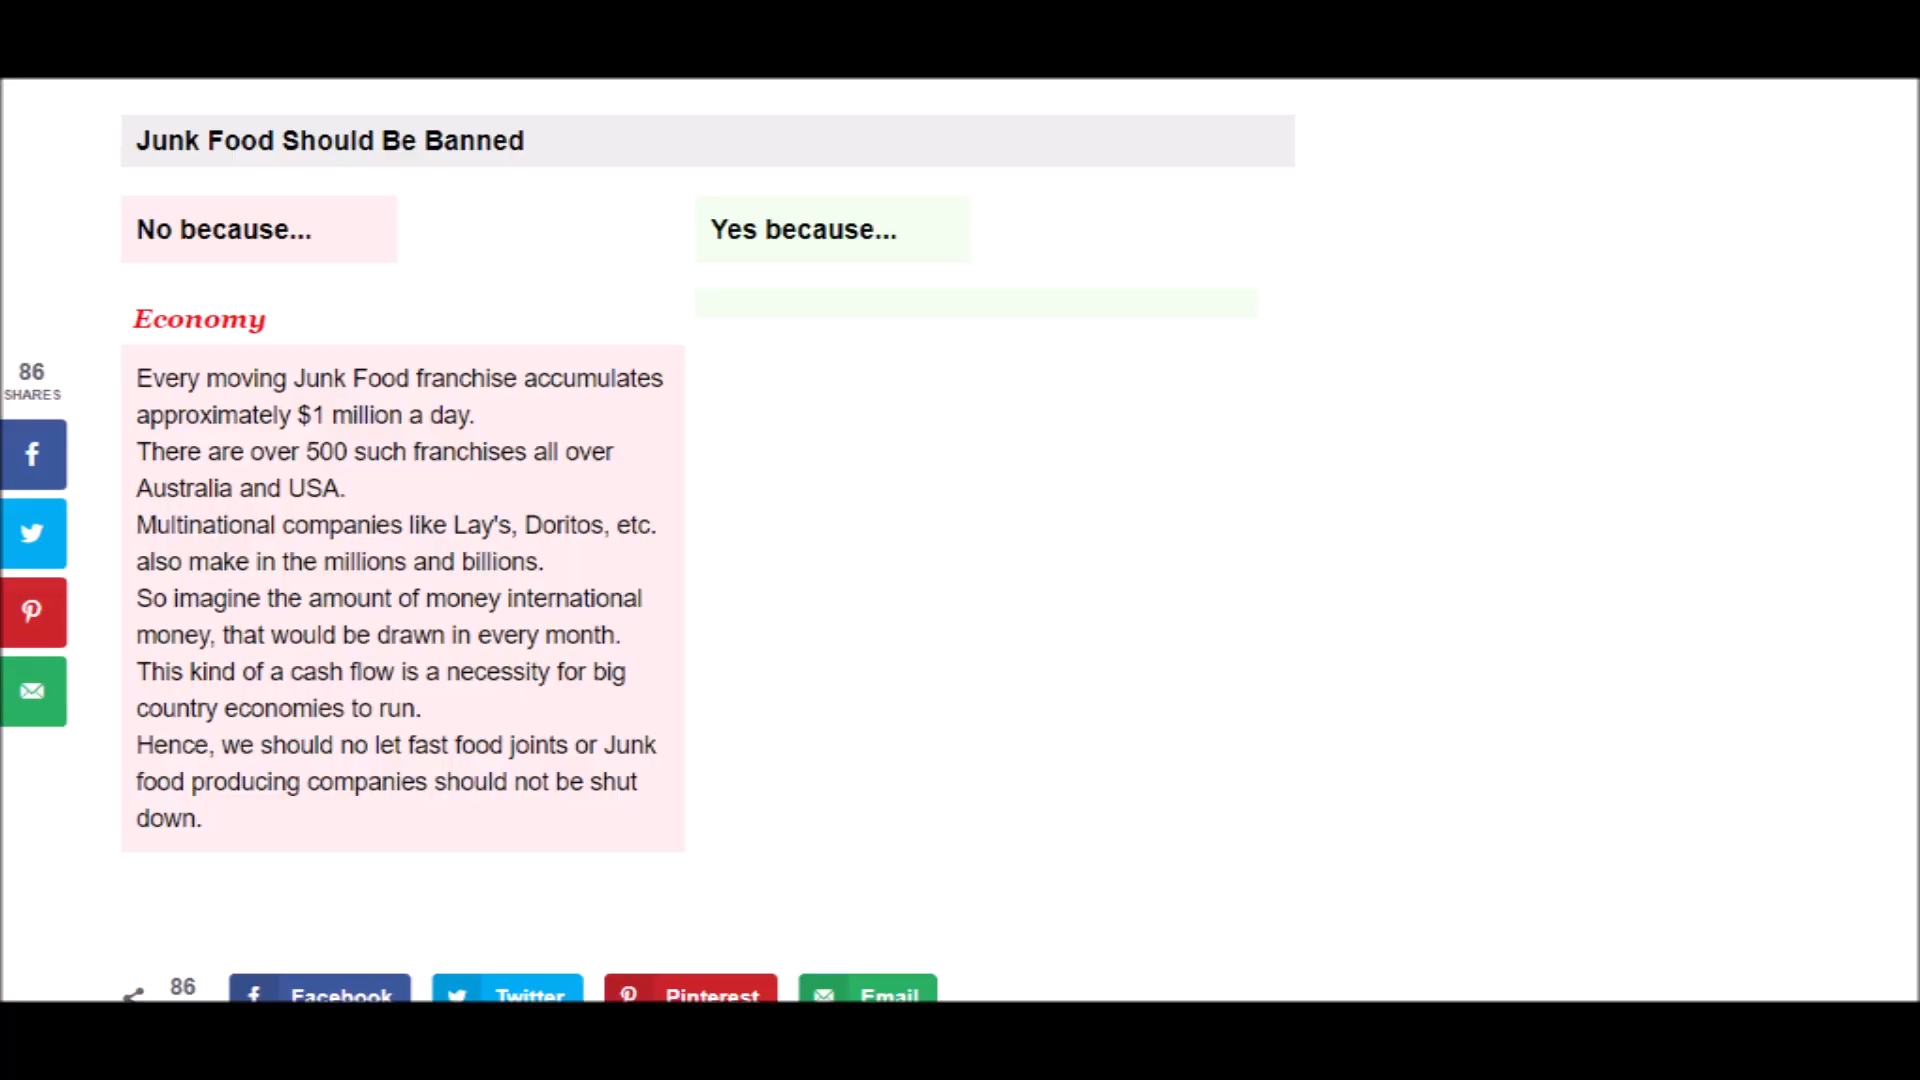 Junk Food Should Be Banned
No because...
Yes because...
Economy
Every moving Junk Food franchise accumulates
approximately $1 million a day.
There are over 500 such franchises all over
Australia and USA.
Multinational companies like Lay's, Doritos, etc.
also make in the millions and billions.
So imagine the amount of money international
money, that would be drawn in every month.
This kind of a cash flow is a necessity for big
country economies to run.
Hence, we should no let fast food joints or Junk
food producing companies should not be shut
down.
86
SHARES
86
Facebook
Twitter
Pinterest
Email